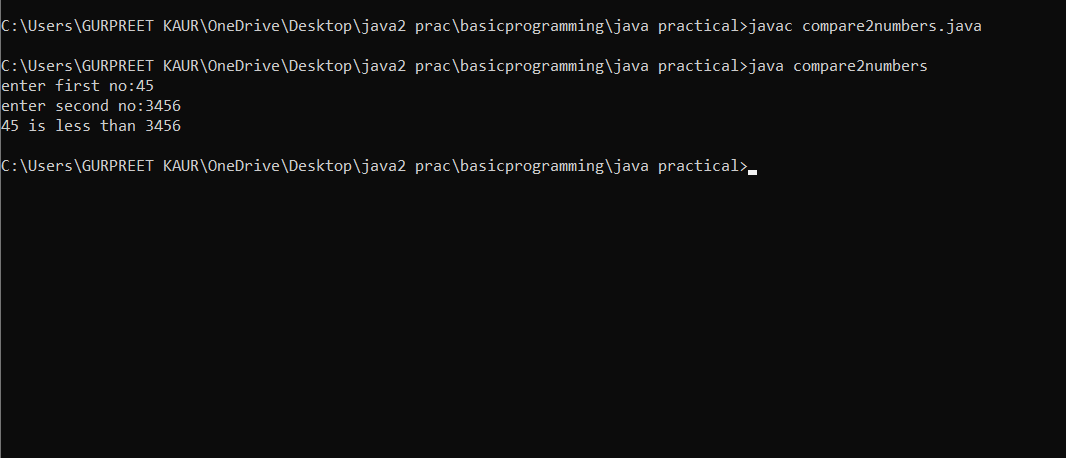 C:\Users\GURPREET KAUR\OneDrive\Desktop\java2 prac\basicprogramming\java practical>javac compare2numbers.java
C:\Users\GURPREET KAUR\OneDrive\Desktop\java2 prac\basicprogramming\java practical>java compare2numbers
enter first no:45
enter second no:3456
45 is less than 3456
C:\Users\GURPREET KAUR\OneDrive\Desktop\java2 prac\basicprogramming\java practical>